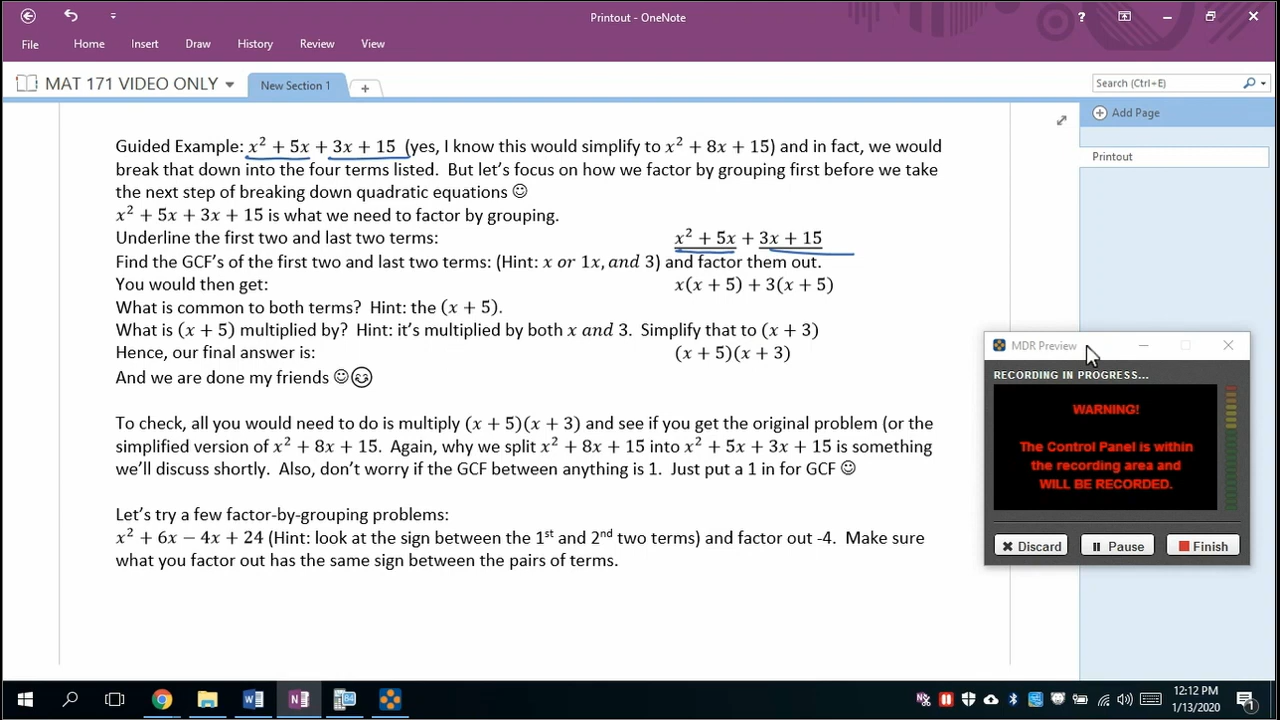 Printout - OneNote
?
File Home Insert Draw History Review View
MAT 171 VIDEO ONLY New Section 1 +
Search (Ctrl+E)
Add Page
Printout
Guided Example: x² + 5x + 3x + 15 (yes, I know this would simplify to x² + 8x + 15) and in fact, we would
break that down into the four terms listed. But let's focus on how we factor by grouping first before we take
the next step of breaking down quadratic equations ☺
x² + 5x + 3x + 15 is what we need to factor by grouping.
Underline the first two and last two terms: x² + 5x + 3x + 15
Find the GCF's of the first two and last two terms: (Hint: x or 1x, and 3) and factor them out.
You would then get: x(x + 5) + 3(x + 5)
What is common to both terms? Hint: the (x + 5).
What is (x + 5) multiplied by? Hint: it's multiplied by both x and 3. Simplify that to (x + 3)
Hence, our final answer is: (x + 5)(x + 3)
And we are done my friends ☺😊
To check, all you would need to do is multiply (x + 5)(x + 3) and see if you get the original problem (or the
simplified version of x² + 8x + 15. Again, why we split x² + 8x + 15 into x² + 5x + 3x + 15 is something
we'll discuss shortly. Also, don't worry if the GCF between anything is 1. Just put a 1 in for GCF ☺
Let's try a few factor-by-grouping problems:
x² + 6x − 4x + 24 (Hint: look at the sign between the 1st and 2nd two terms) and factor out -4. Make sure
what you factor out has the same sign between the pairs of terms.
MDR Preview
RECORDING IN PROGRESS...
WARNING!
The Control Panel is within
the recording area and
WILL BE RECORDED.
Discard Pause Finish
12:12 PM
1/13/2020